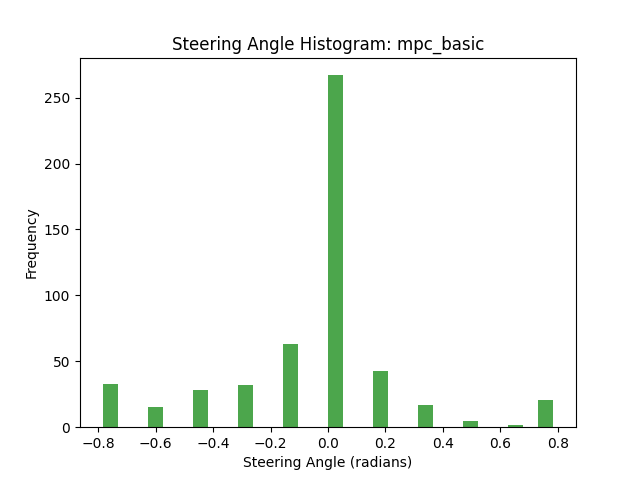 Steering Angle Histogram: mpc_basic
Frequency
250
200
150
100
50
0
−0.8 −0.6 −0.4 −0.2 0.0 0.2 0.4 0.6 0.8
Steering Angle (radians)